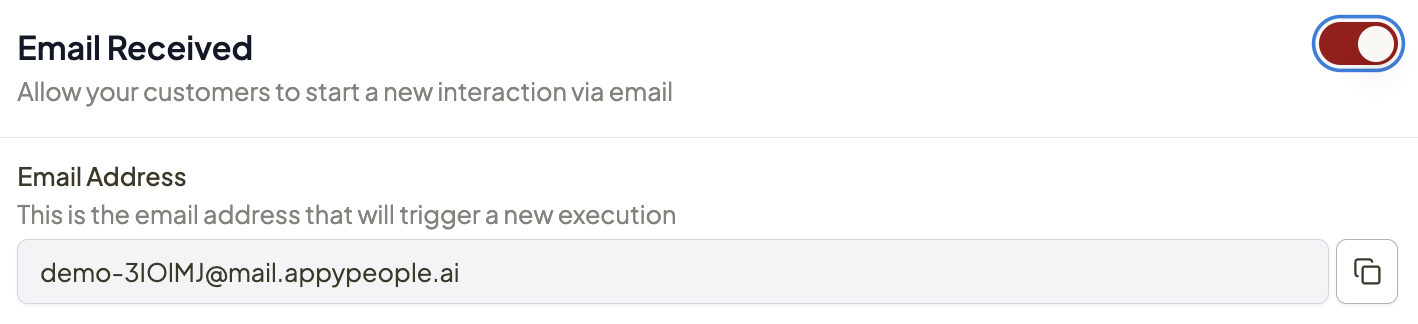 Email Received
Allow your customers to start a new interaction via email
Email Address
This is the email address that will trigger a new execution
demo-3IOIMJ@mail.appypeople.ai